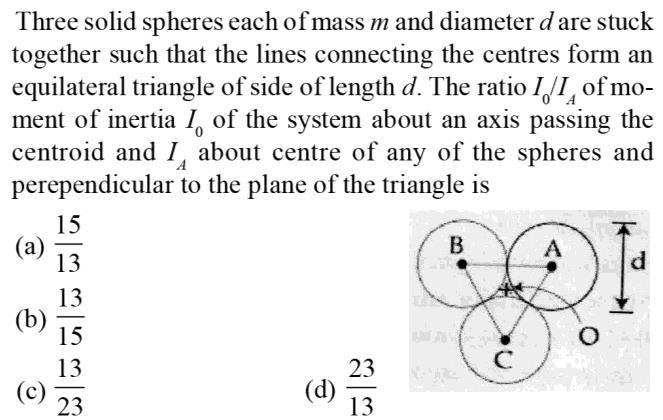 Three solid spheres each of mass m and diameter d are stuck
together such that the lines connecting the centres form an
equilateral triangle of side of length d. The ratio I₀/I_A of mo-
ment of inertia I₀ of the system about an axis passing the
centroid and I_A about centre of any of the spheres and
perependicular to the plane of the triangle is
(a) 15/13
(b) 13/15
(c) 13/23
(d) 23/13
B A d
O
C